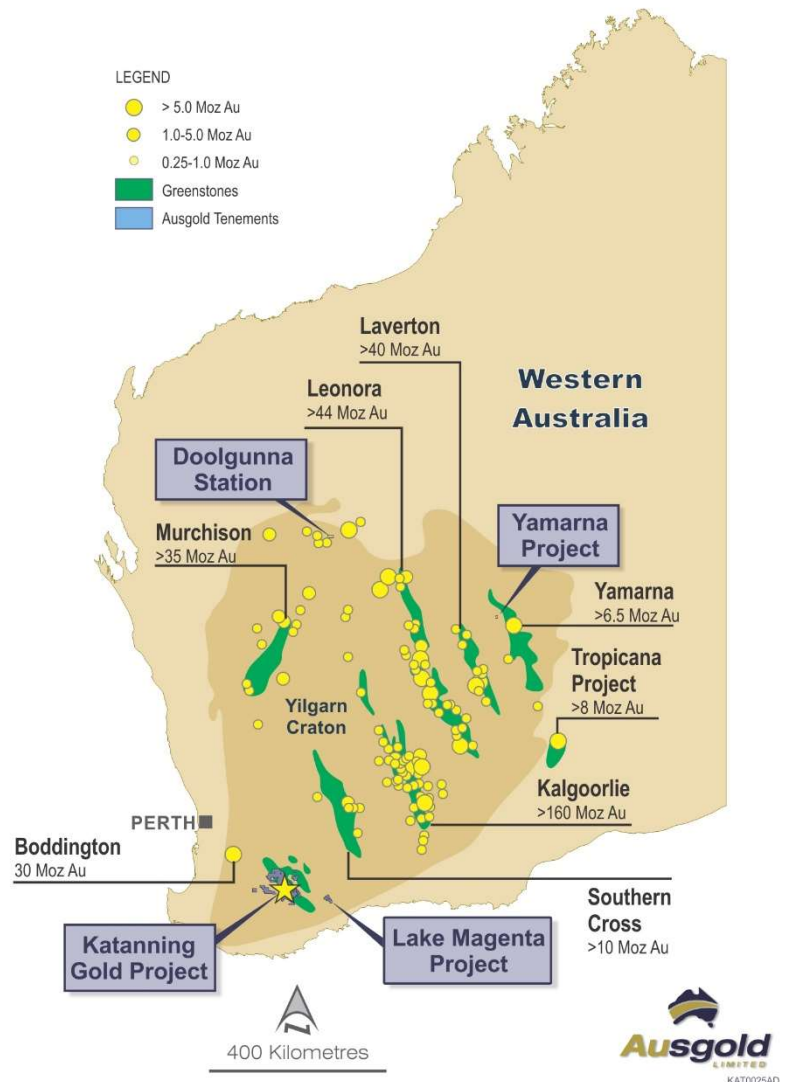 LEGEND
> 5.0 Moz Au
1.0-5.0 Moz Au
0.25-1.0 Moz Au
Greenstones
Ausgold Tenements
Laverton
>40 Moz Au
Western
Australia
Leonora
>44 Moz Au
Doolgunna
Station
Yamarna
Project
Murchison
>35 Moz Au
Yamarna
>6.5 Moz Au
Tropicana
Project
>8 Moz Au
Yilgarn
Craton
Kalgoorlie
>160 Moz Au
PERTH
Boddington
30 Moz Au
Southern
Cross
>10 Moz Au
Katanning
Gold Project
Lake Magenta
Project
N
400 Kilometres
Ausgold
LIMITED
KAT0025AD